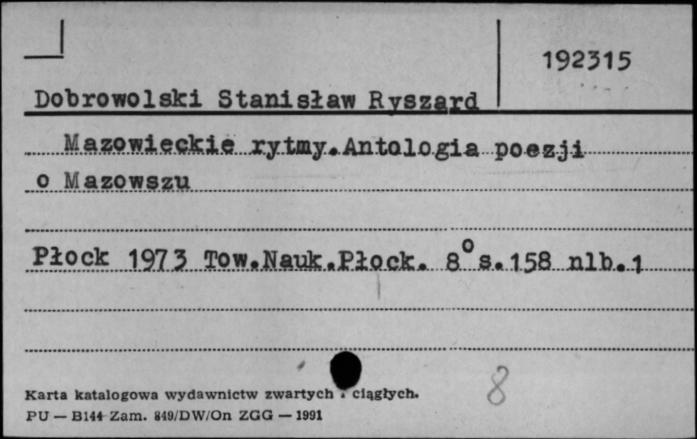 192315
Dobrowolski Stanisław Ryszard
Mazowieckie rytmy.Antologia poezji
o Mazowszu
Płock 1973 Tow.Nauk.Płock. 8° s.158 nlb.1
8
Karta katalogowa wydawnictw zwartych i ciągłych.
PU — B144 Zam. 849/DW/On ZGG — 1991